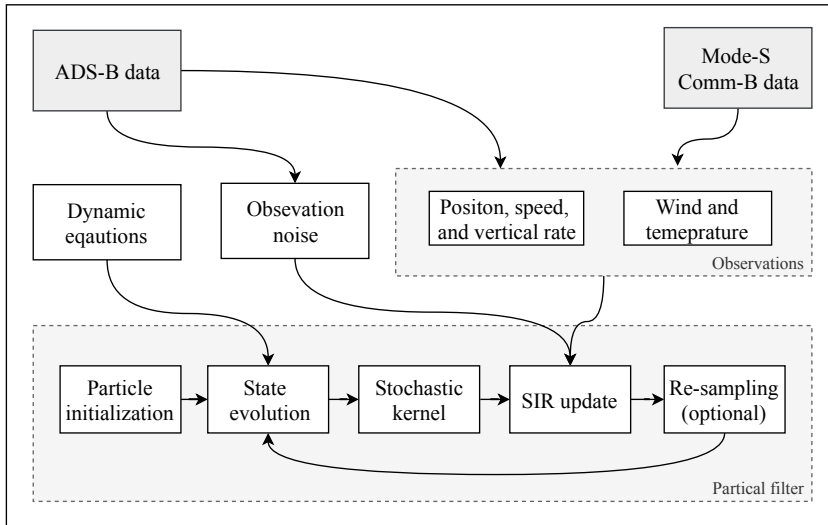 ADS-B data
Mode-S
Comm-B data
Dynamic
eqautions
Obsevation
noise
Positon, speed,
and vertical rate
Wind and
temeprature
Observations
Particle
initialization
State
evolution
Stochastic
kernel
SIR update
Re-sampling
(optional)
Partical filter